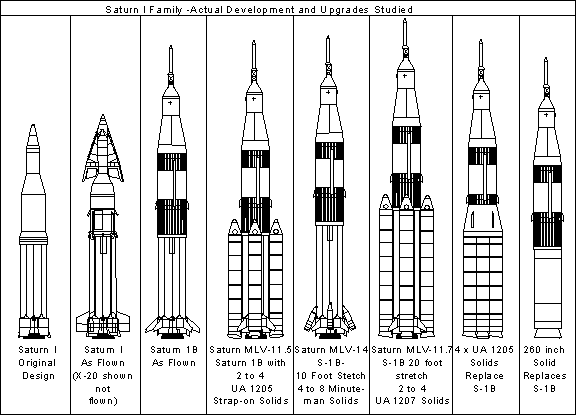 Saturn I Family -Actual Development and Upgrades Studied
Saturn I
Original
Design
Saturn I
As Flown
(X-20 shown
not
flown)
Saturn 1B
As Flown
Saturn MLV-11.5
Saturn 1B with
2 to 4
UA 1205
Strap-on Solids
Saturn MLV-14
S-1B-
10 Foot Stetch
4 to 8 Minute-
man Solids
Saturn MLV-11.7
S-1B 20 foot
stretch
2 to 4
UA 1207 Solids
4 x UA 1205
Solids
Replace
S-1B
260 inch
Solid
Replaces
S-1B